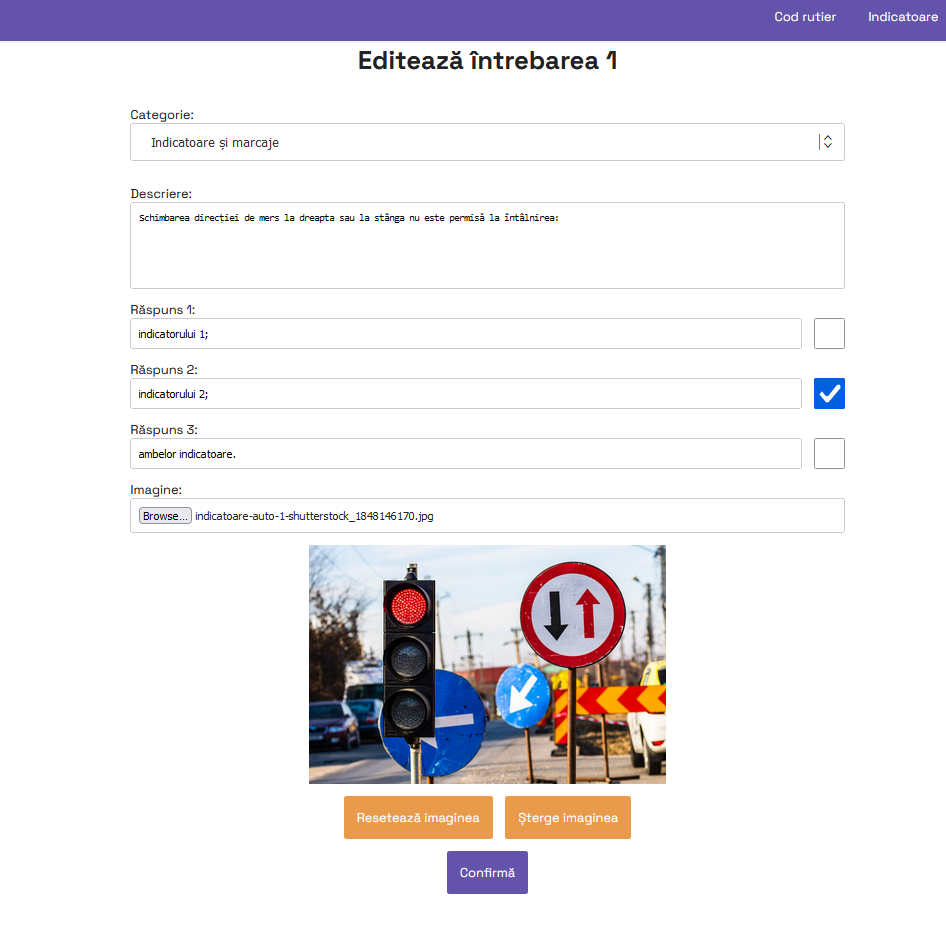 Cod rutier Indicatoare
Editează întrebarea 1
Categorie:
Indicatoare și marcaje
Descriere:
Schimbarea direcției de mers la dreapta sau la stânga nu este permisă la întâlnirea:
Răspuns 1:
indicatorului 1;
Răspuns 2:
indicatorului 2;
Răspuns 3:
ambelor indicatoare.
Imagine:
Browse... indicatoare-auto-1-shutterstock_1848146170.jpg
Resetează imaginea Șterge imaginea
Confirmă